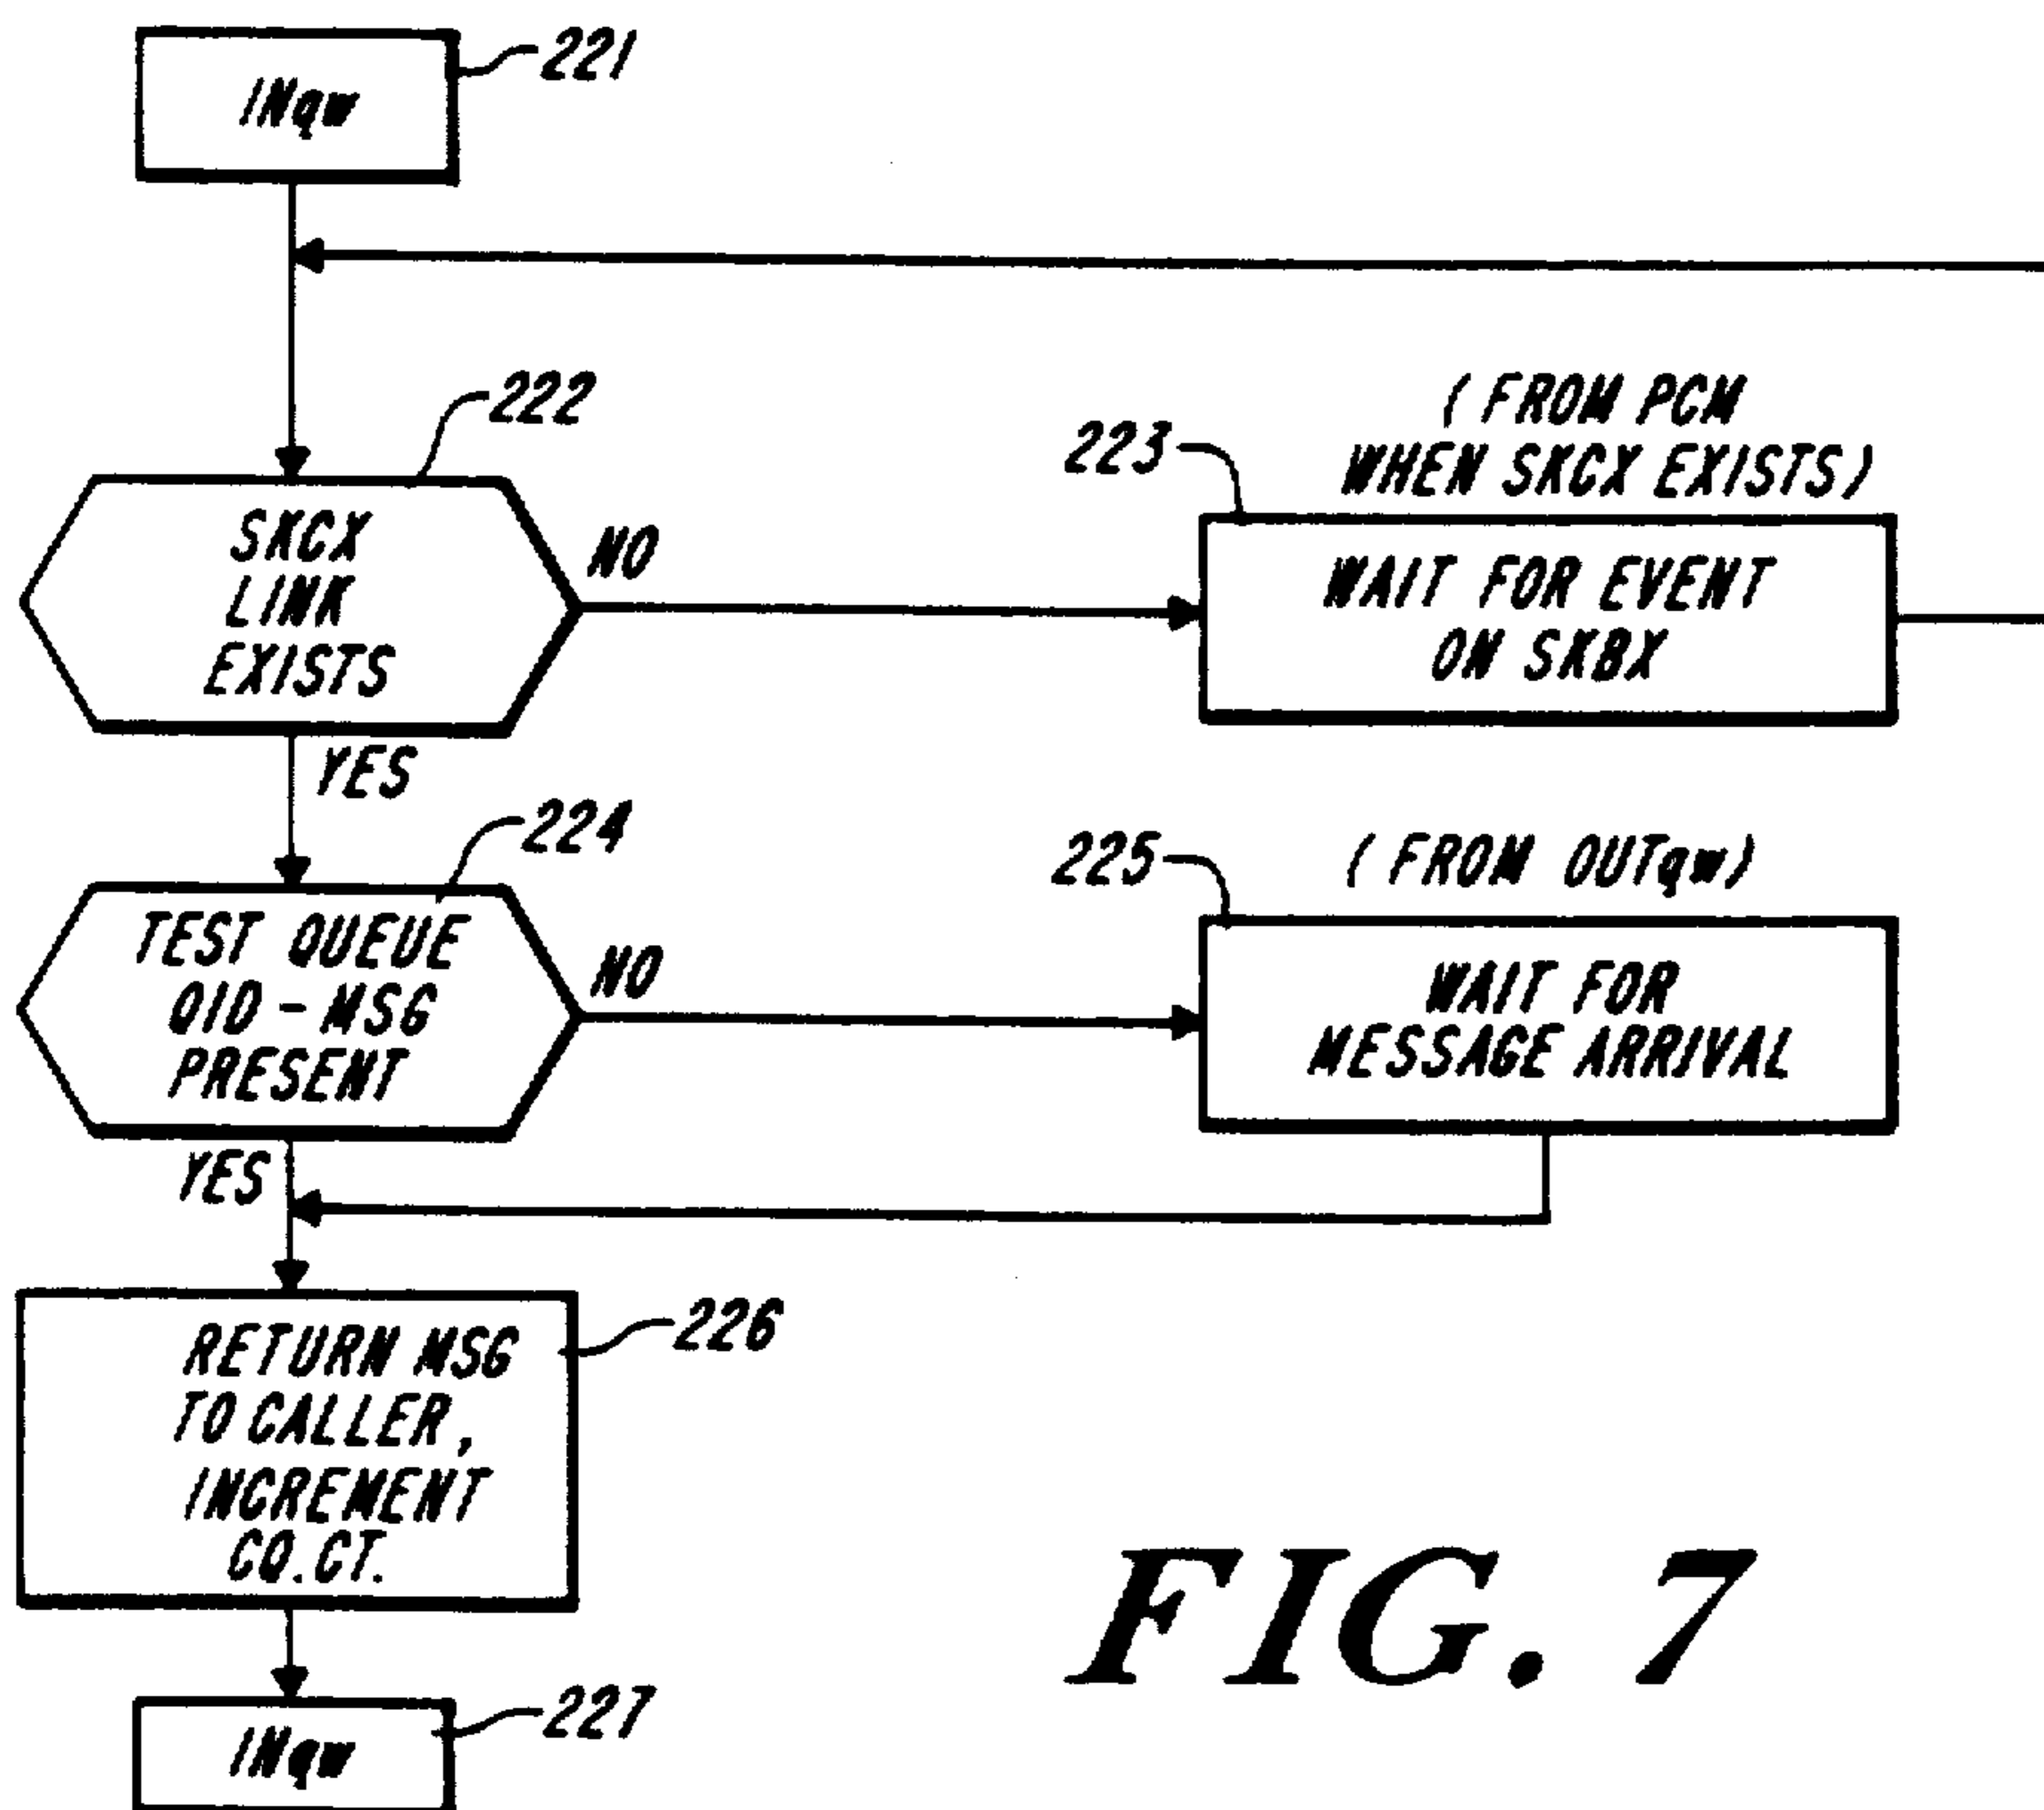 INqw
221
222
SKCX
LINK
EXISTS
NO
(FROM PCM
WHEN SKCX EXISTS)
223
WAIT FOR EVENT
ON SKBX
YES
224
TEST QUEUE
QID - MSG
PRESENT
NO
(FROM OUTqw)
225
WAIT FOR
MESSAGE ARRIVAL
YES
226
RETURN MSG
TO CALLER,
INCREMENT
CO.CT.
227
INqw
FIG. 7